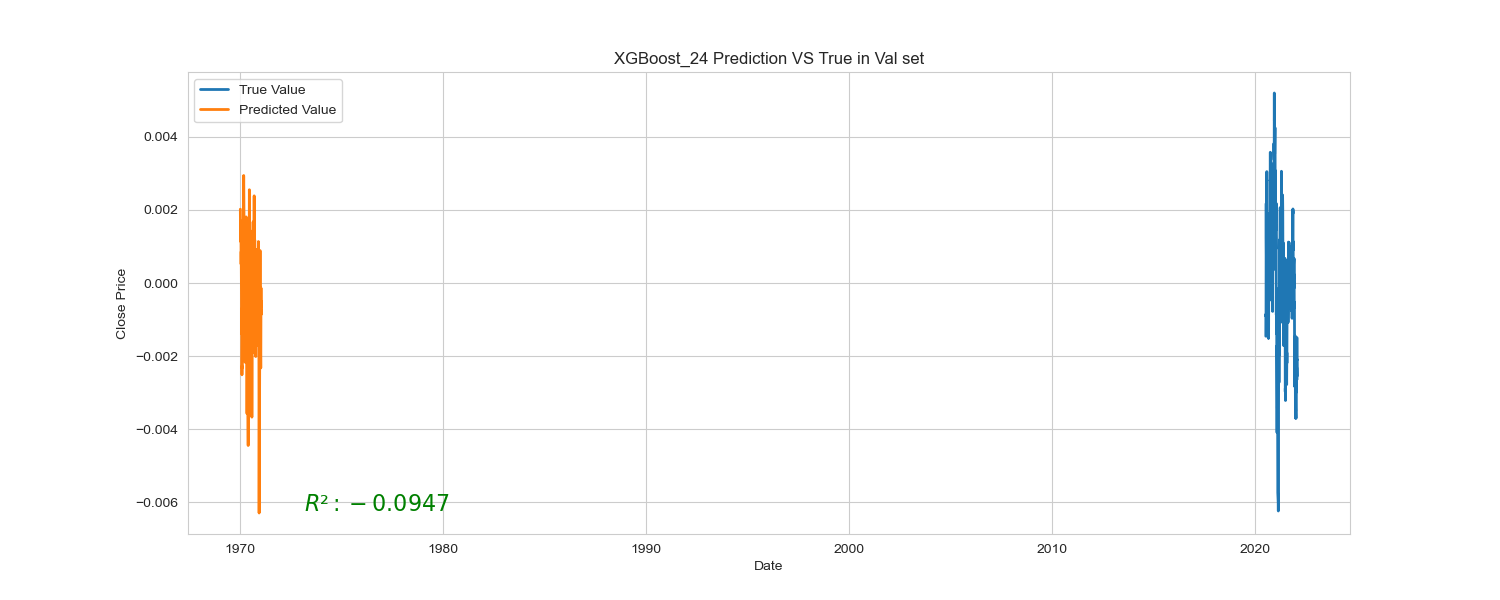 XGBoost_24 Prediction VS True in Val set
True Value
Predicted Value
0.004
0.002
0.000
−0.002
−0.004
−0.006
Close Price
R² : − 0.0947
1970 1980 1990 2000 2010 2020
Date